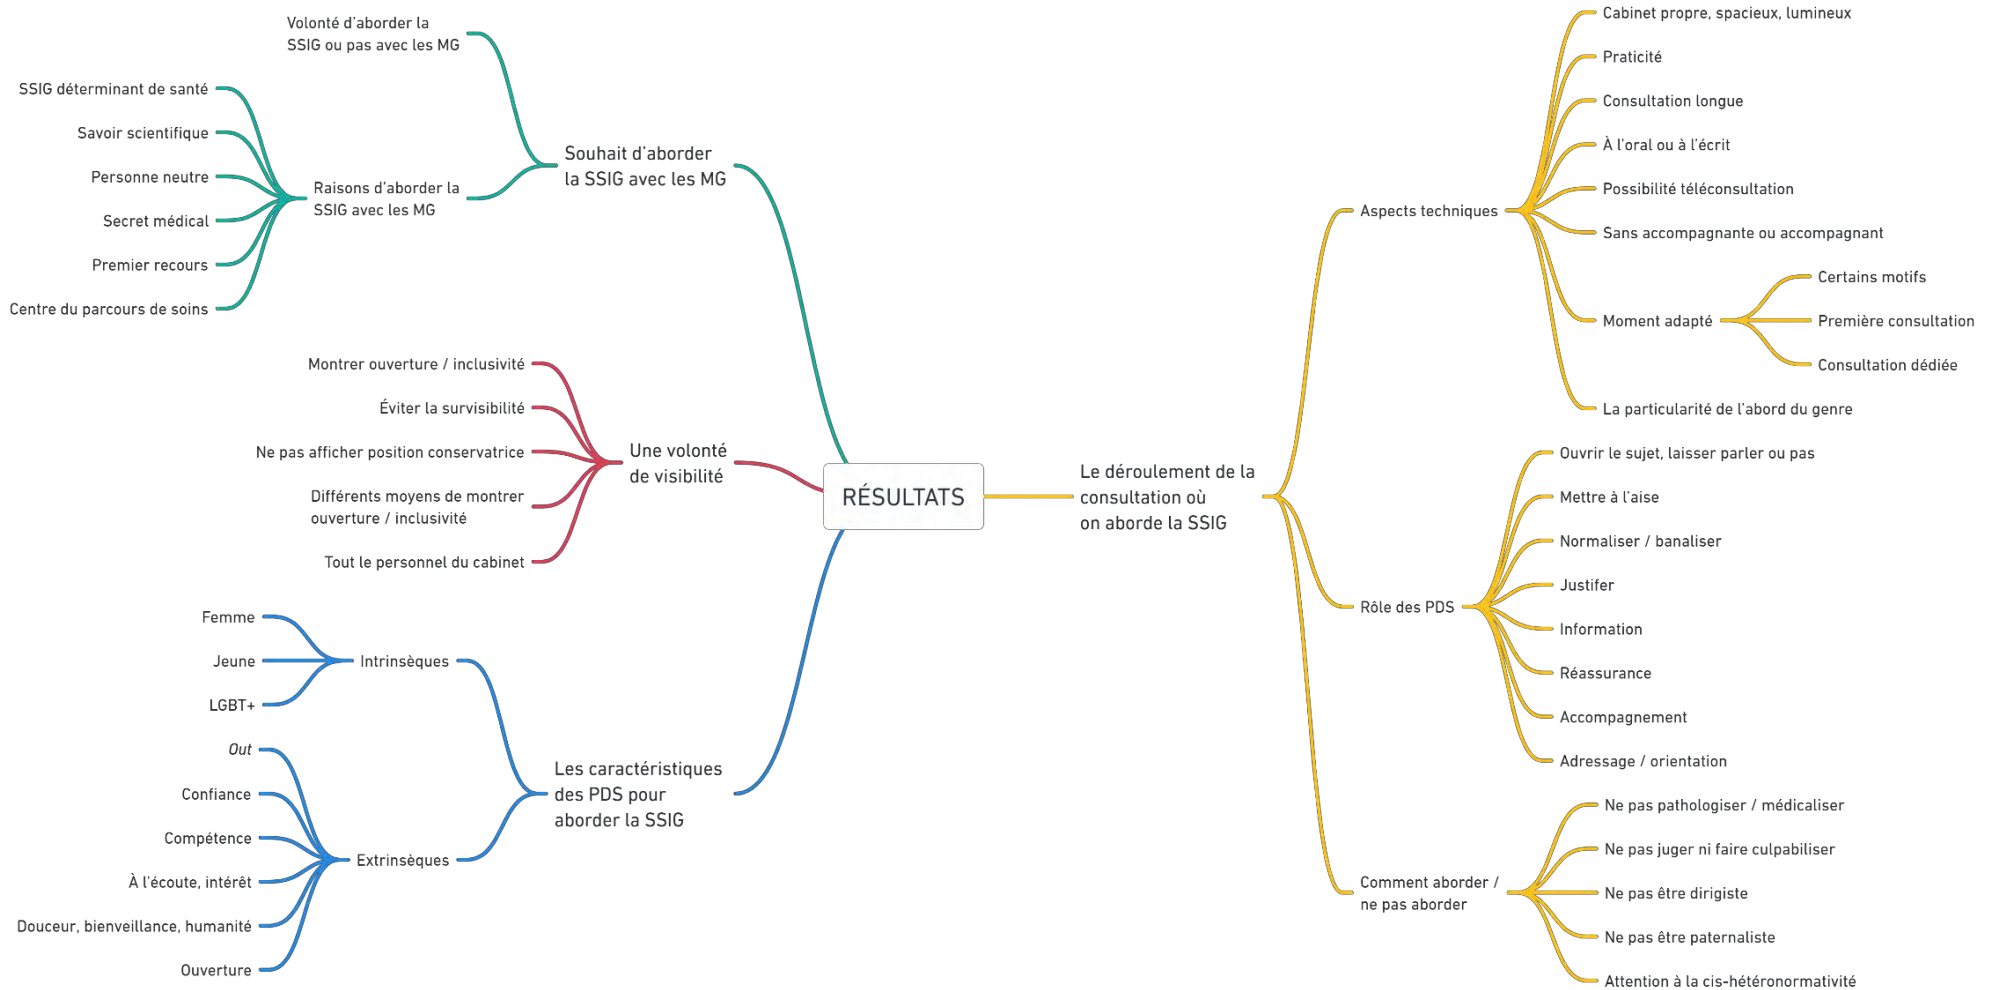 Volonté d'aborder la
SSIG ou pas avec les MG
SSIG déterminant de santé
Savoir scientifique
Personne neutre
Secret médical
Premier recours
Centre du parcours de soins
Raisons d'aborder la
SSIG avec les MG
Souhait d'aborder
la SSIG avec les MG
Montrer ouverture / inclusivité
Éviter la survisibilité
Ne pas afficher position conservatrice
Différents moyens de montrer
ouverture / inclusivité
Tout le personnel du cabinet
Une volonté
de visibilité
Femme
Jeune
LGBT+
Intrinsèques
Out
Confiance
Compétence
À l'écoute, intérêt
Douceur, bienveillance, humanité
Ouverture
Extrinsèques
Les caractéristiques
des PDS pour
aborder la SSIG
RÉSULTATS
Le déroulement de la
consultation où
on aborde la SSIG
Aspects techniques
Cabinet propre, spacieux, lumineux
Praticité
Consultation longue
À l'oral ou à l'écrit
Possibilité téléconsultation
Sans accompagnante ou accompagnant
Moment adapté
Certains motifs
Première consultation
Consultation dédiée
La particularité de l'abord du genre
Rôle des PDS
Ouvrir le sujet, laisser parler ou pas
Mettre à l'aise
Normaliser / banaliser
Justifer
Information
Réassurance
Accompagnement
Adressage / orientation
Comment aborder /
ne pas aborder
Ne pas pathologiser / médicaliser
Ne pas juger ni faire culpabiliser
Ne pas être dirigiste
Ne pas être paternaliste
Attention à la cis-hétéronormativité